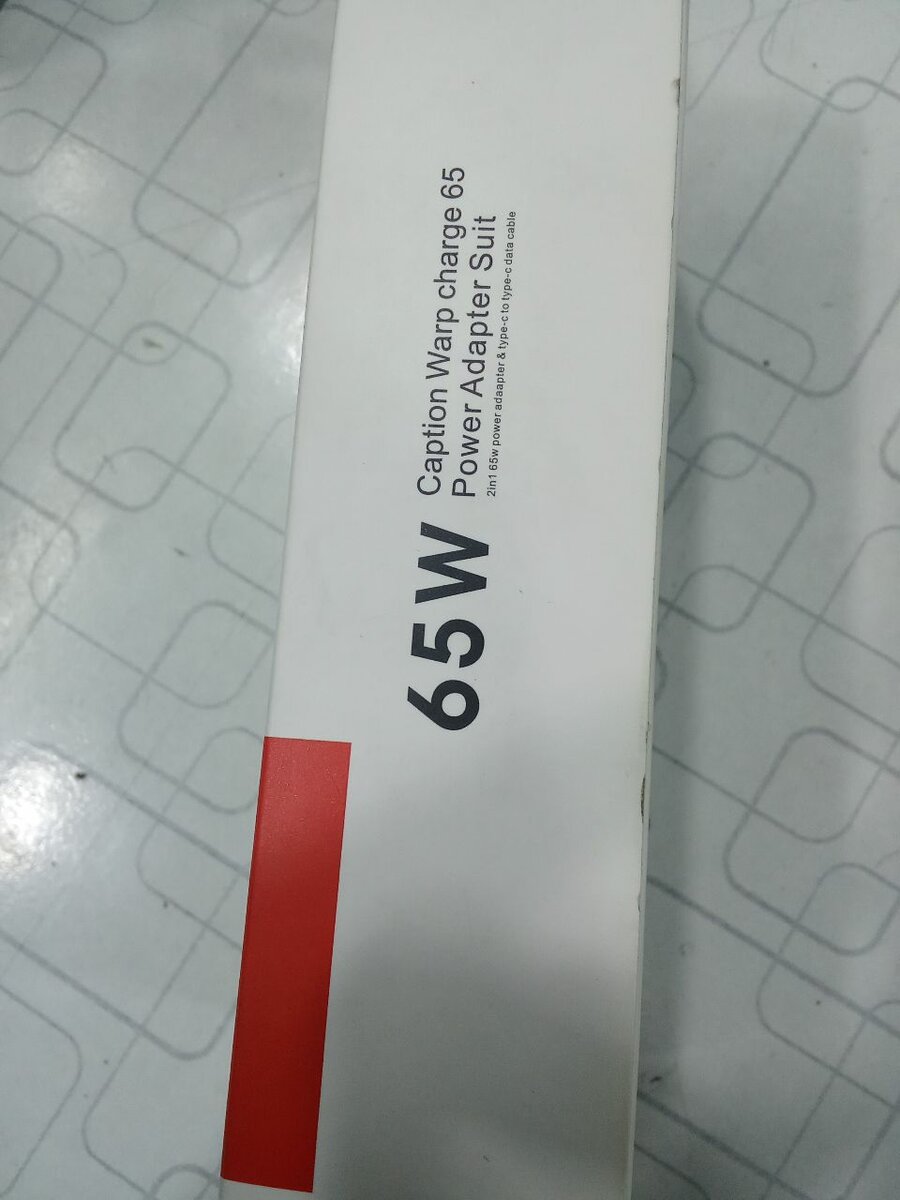 65W
Caption Warp charge 65
Power Adapter Suit
2in1 65w power adaapter & type-c to type-c data cable